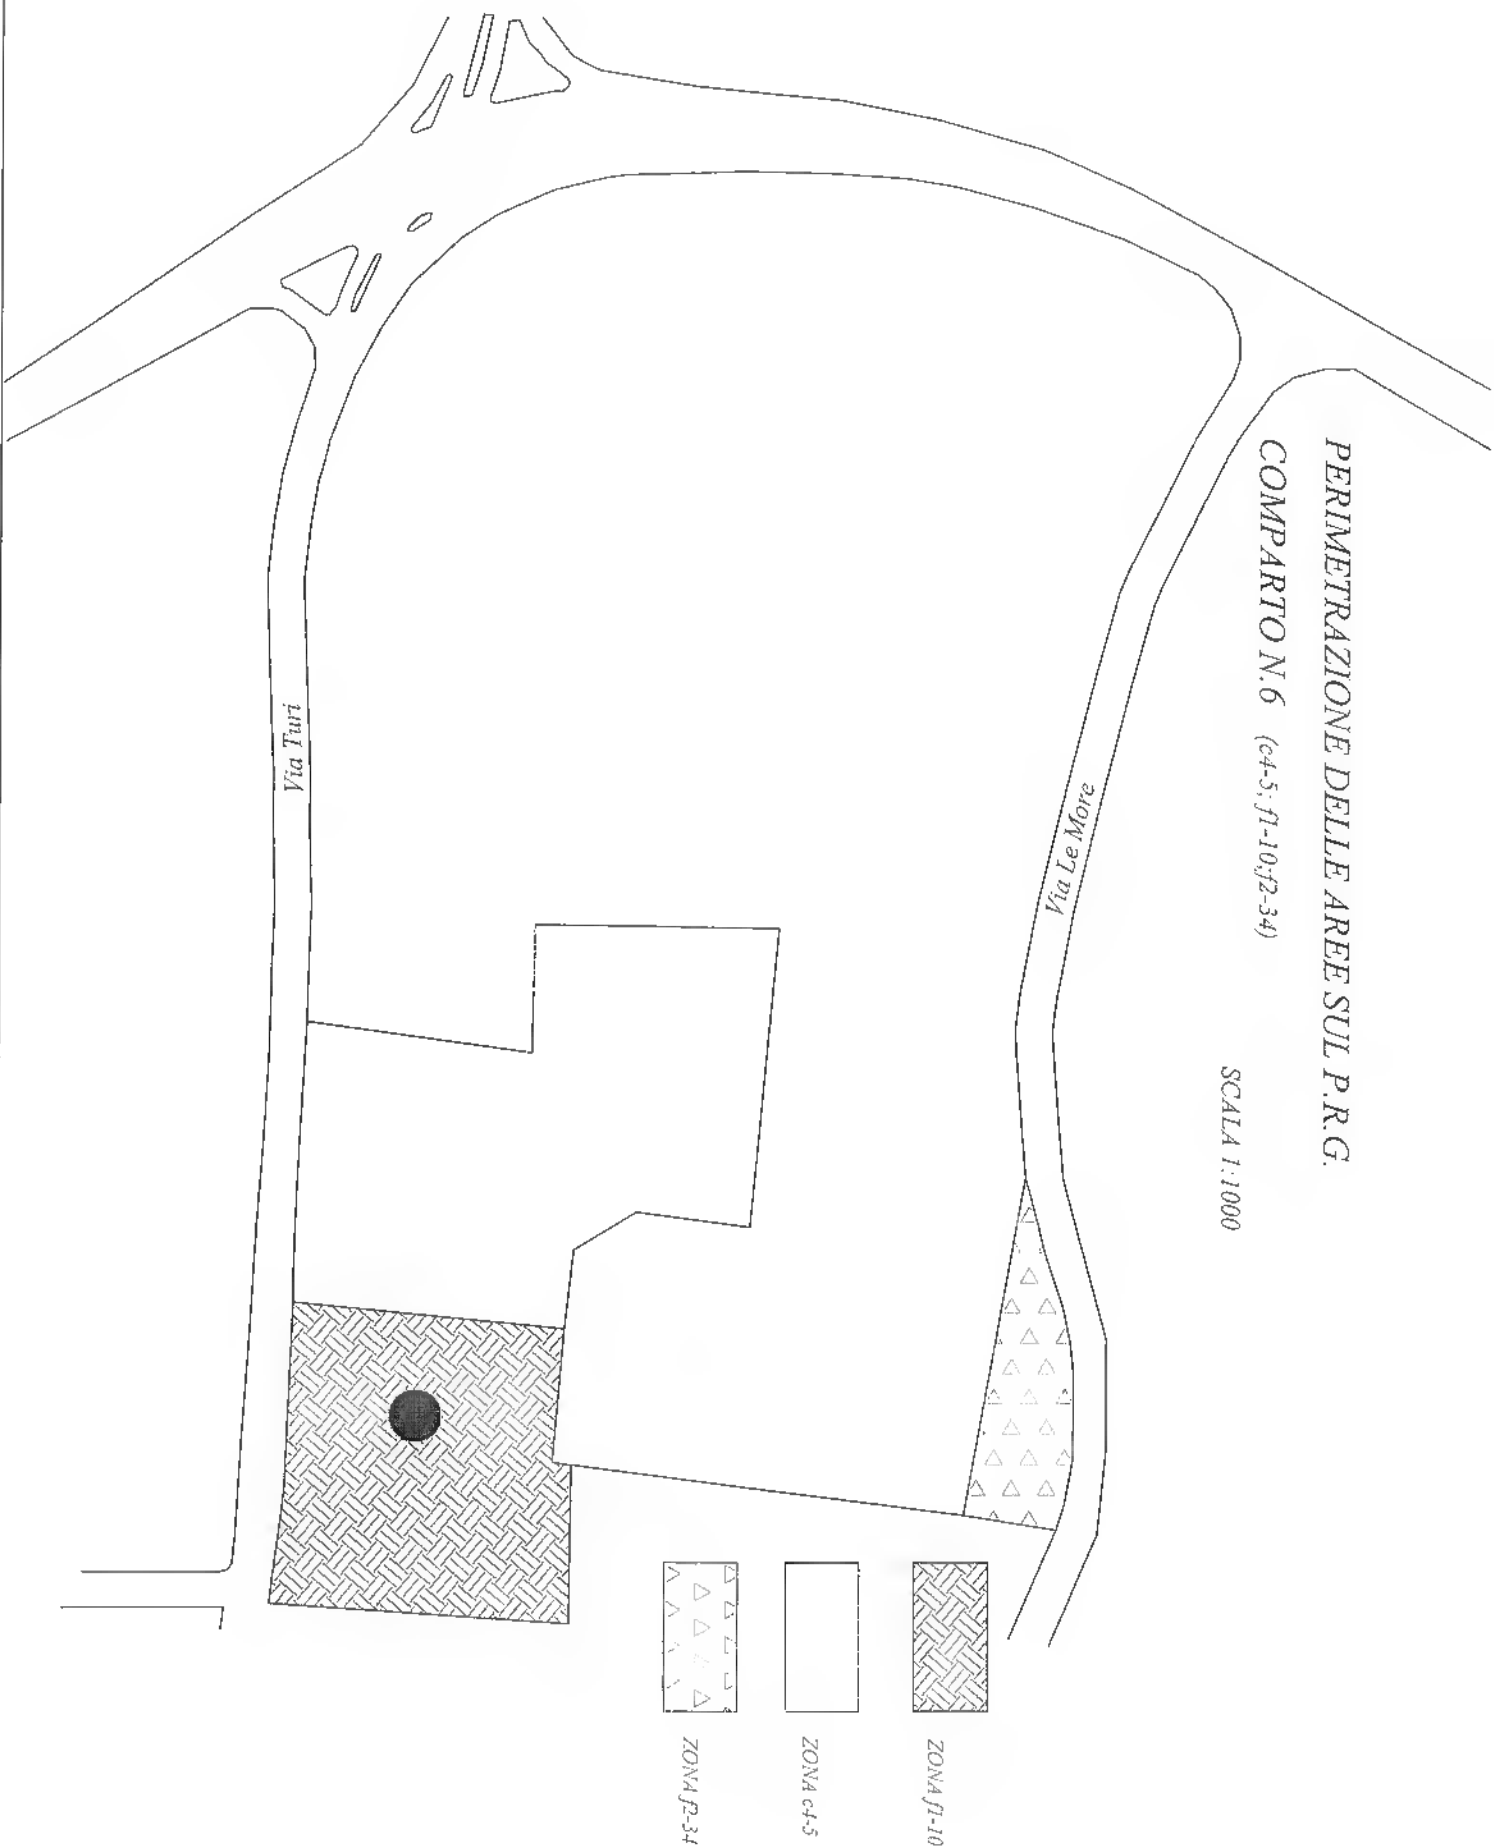 PERIMETRAZIONE DELLE AREE SUL P.R.G.
COMPARTO N.6 (c4-5; f1-10;f2-34)
SCALA 1:1000
Via Le More
Via Turi
ZONA f1-10
ZONA c4-5
ZONA f2-34